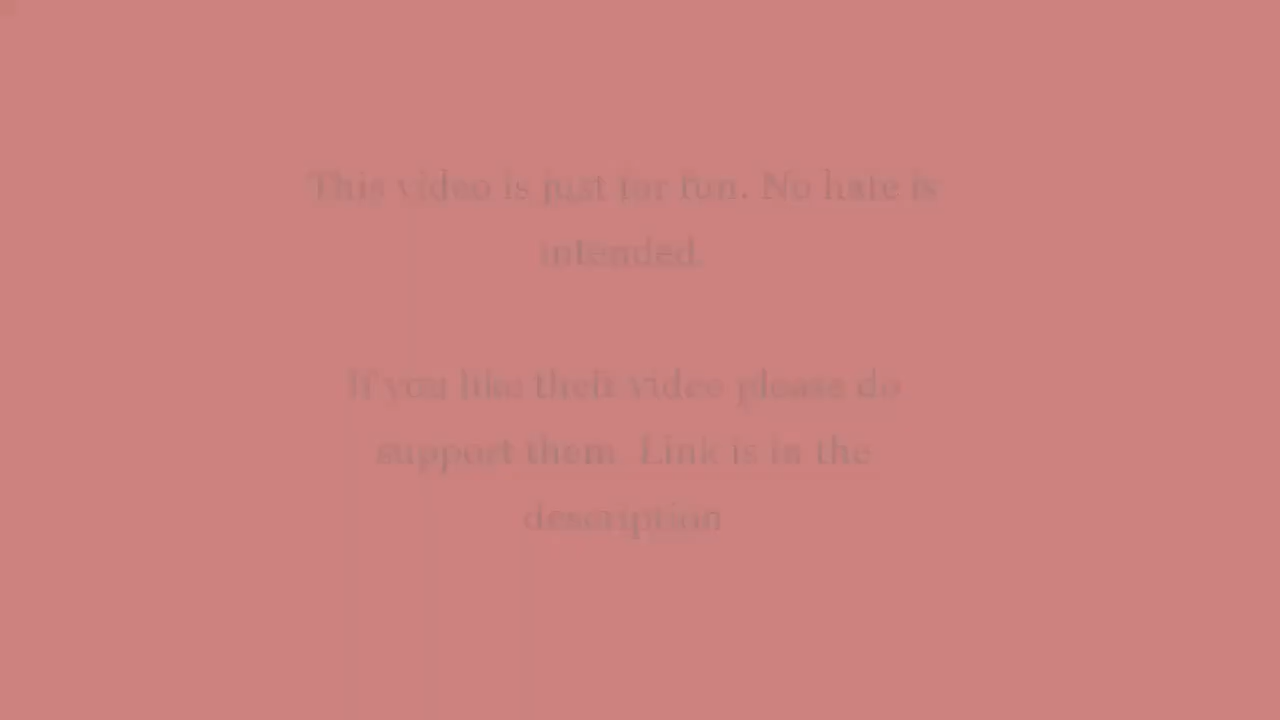 This video is just for fun. No hate is
intended.
If you like their video please do
support them. Link is in the
description